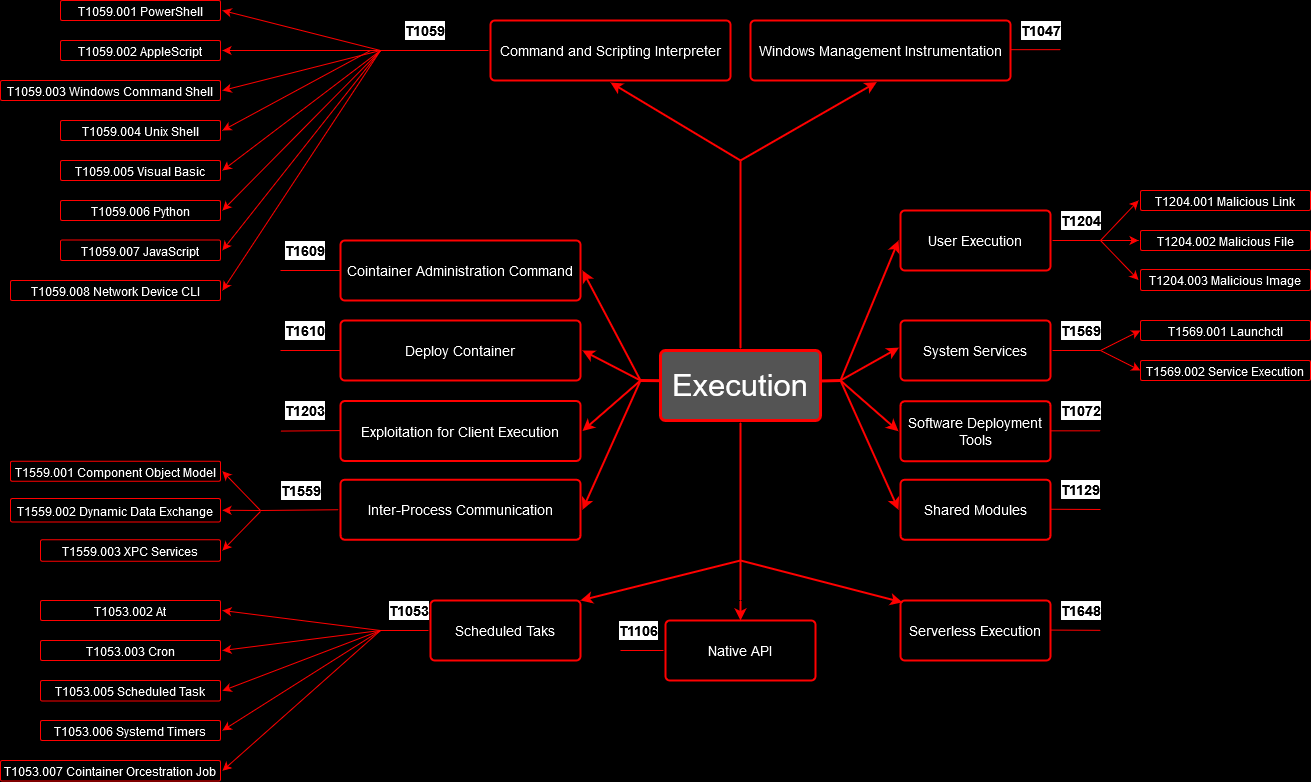 T1059.001 PowerShell
T1059.002 AppleScript
T1059.003 Windows Command Shell
T1059.004 Unix Shell
T1059.005 Visual Basic
T1059.006 Python
T1059.007 JavaScript
T1059.008 Network Device CLI
T1059
Command and Scripting Interpreter
Windows Management Instrumentation
T1047
T1609
Cointainer Administration Command
T1610
Deploy Container
T1203
Exploitation for Client Execution
T1559
Inter-Process Communication
T1559.001 Component Object Model
T1559.002 Dynamic Data Exchange
T1559.003 XPC Services
Execution
User Execution
T1204
T1204.001 Malicious Link
T1204.002 Malicious File
T1204.003 Malicious Image
System Services
T1569
T1569.001 Launchctl
T1569.002 Service Execution
Software Deployment
Tools
T1072
Shared Modules
T1129
T1053.002 At
T1053.003 Cron
T1053.005 Scheduled Task
T1053.006 Systemd Timers
T1053.007 Cointainer Orcestration Job
T1053
Scheduled Taks
T1106
Native API
Serverless Execution
T1648